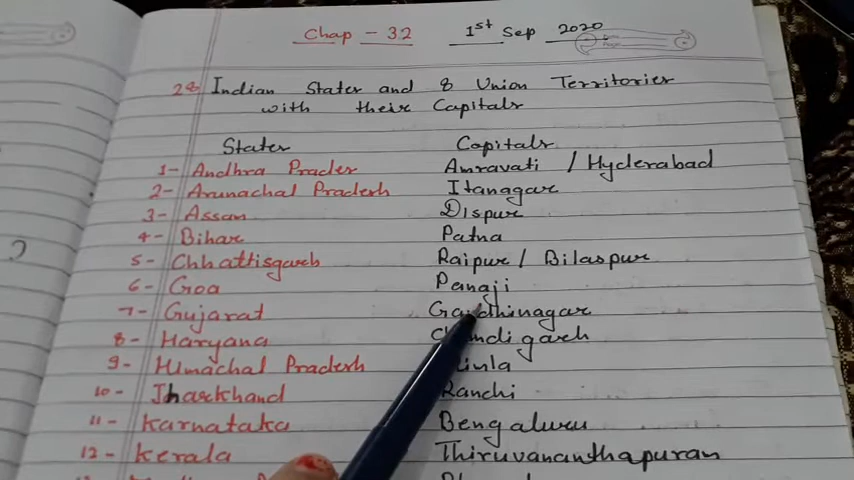 Chap - 32 1st Sep 2020
28 Indian States and 8 Union Territories
with their Capitals
States Capitals
1- Andhra Prades Amravati / Hyderabad
2- Arunachal Pradesh Itanagar
3- Assam Dispur
4- Bihar Patna
5- Chhattisgarh Raipur / Bilaspur
6- Goa Panaji
7- Gujarat Gandhinagar
8- Haryana Chandigarh
9- Himachal Pradesh
10- Jharkhand Ranchi
11- Karnataka Bengaluru
12- Kerala Thiruvananthapuram